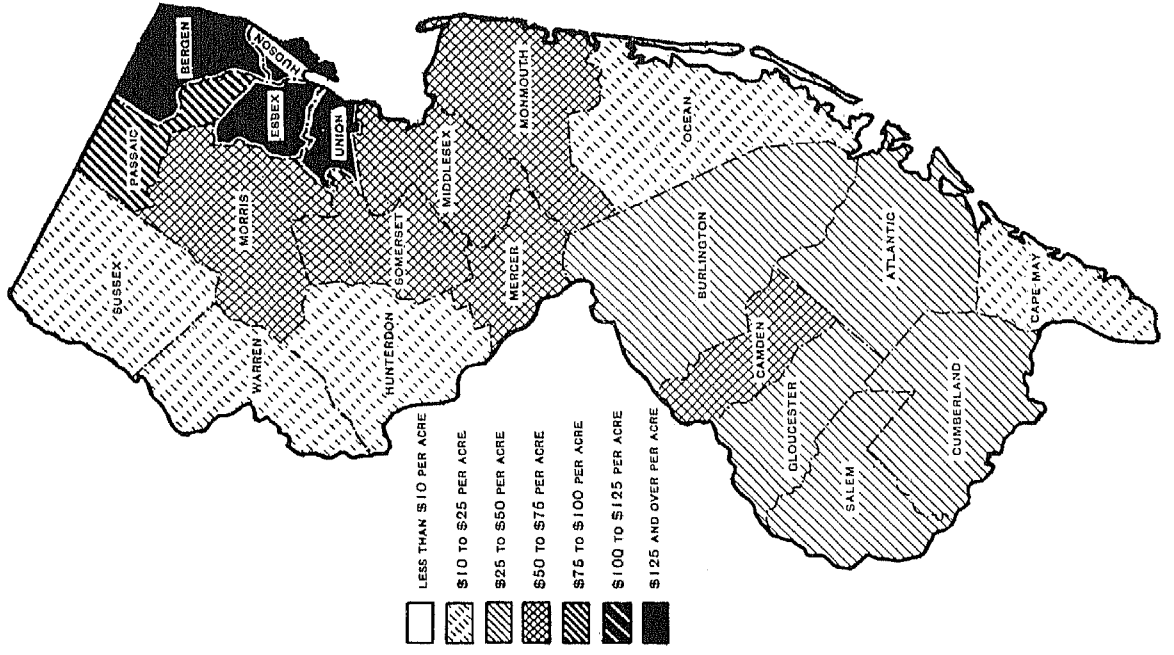 SUSSEX
PASSAIC
BERGEN
HUDSON
ESSEX
UNION
MORRIS
WARREN
HUNTERDON
SOMERSET
MIDDLESEX
MERCER
MONMOUTH
OCEAN
BURLINGTON
CAMDEN
GLOUCESTER
SALEM
ATLANTIC
CUMBERLAND
CAPE-MAY
LESS THAN $10 PER ACRE
$10 TO $25 PER ACRE
$25 TO $50 PER ACRE
$50 TO $75 PER ACRE
$75 TO $100 PER ACRE
$100 TO $125 PER ACRE
$125 AND OVER PER ACRE